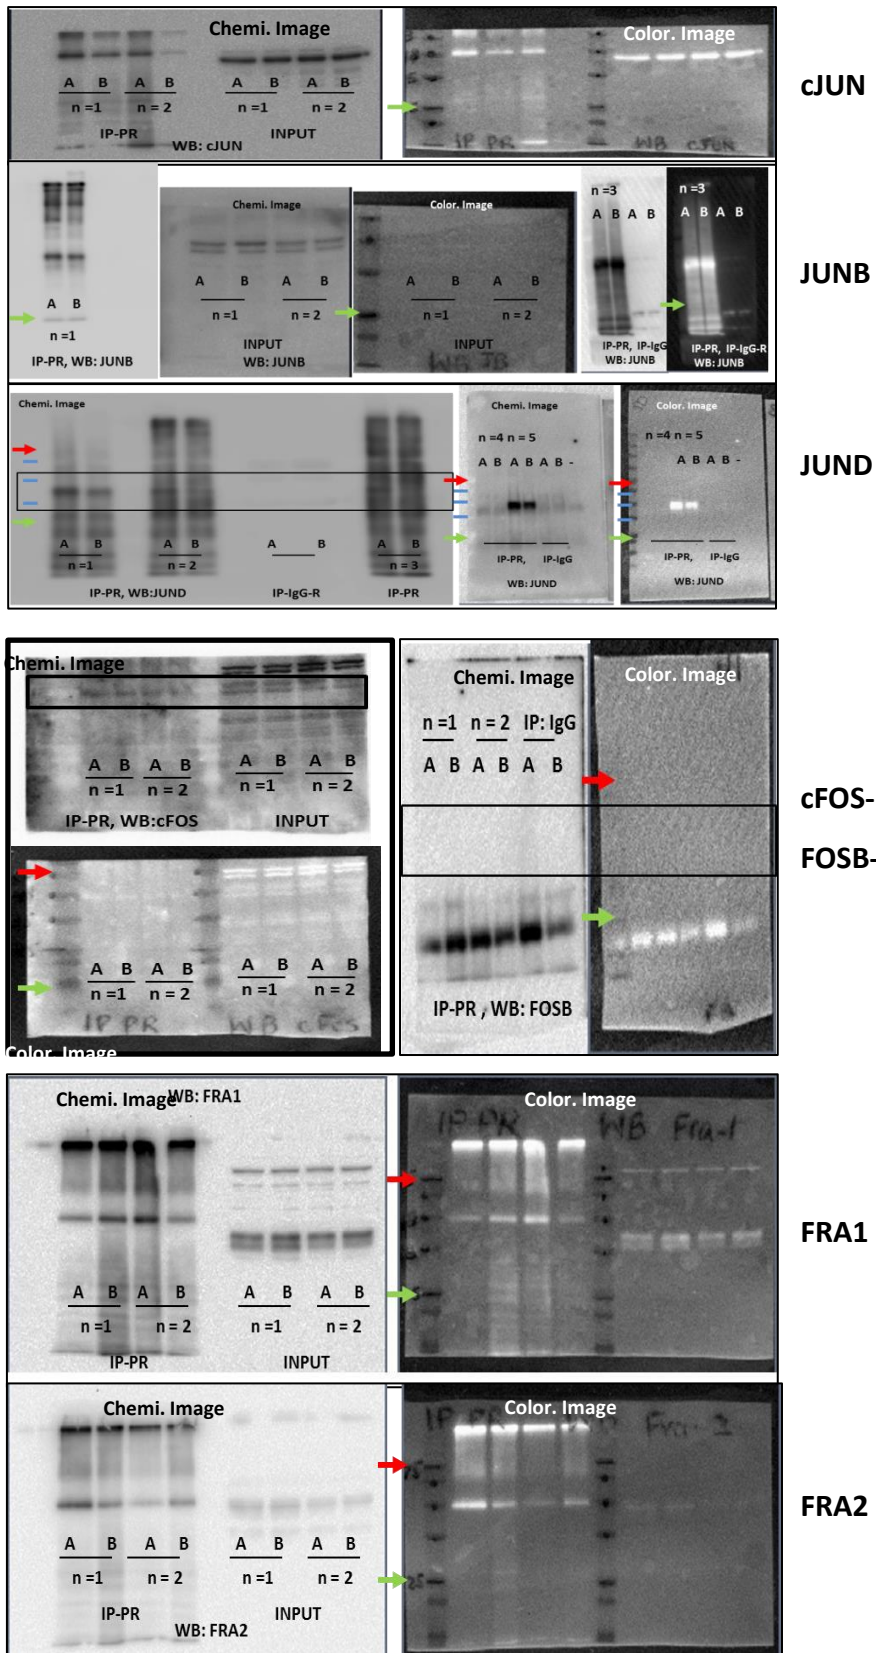 Chemi. Image
A B A B A B A B
n =1 n = 2 n =1 n = 2
IP-PR INPUT
WB: cJUN
Color. Image
IP PR WB cJUN
cJUN
A B
n =1
IP-PR, WB: JUNB
Chemi. Image
A B A B
n =1 n = 2
INPUT
WB: JUNB
Color. Image
A B A B
n =1 n = 2
INPUT
WB JB
n =3
A B A B
IP-PR, IP-IgG
WB: JUNB
n =3
A B A B
IP-PR, IP-IgG-R
WB: JUNB
JUNB
Chemi. Image
A B A B A B A B
n =1 n = 2 n = 3
IP-PR, WB:JUND IP-IgG-R IP-PR
Chemi. Image
n =4 n = 5
A B A B A B -
IP-PR, IP-IgG
WB: JUND
Color. Image
n =4 n = 5
A B A B -
IP-PR, IP-IgG
WB: JUND
JUND
Chemi. Image
A B A B A B A B
n =1 n = 2 n =1 n = 2
IP-PR, WB:cFOS INPUT
A B A B A B A B
n =1 n = 2 n =1 n = 2
IP PR WB cFos
Color. Image
Chemi. Image
n =1 n = 2 IP: IgG
A B A B A B
IP-PR , WB: FOSB
Color. Image
cFOS-
FOSB-
Chemi. Image WB: FRA1
A B A B A B A B
n =1 n = 2 n =1 n = 2
IP-PR INPUT
Color. Image
IP PR WB Fra-1
FRA1
Chemi. Image
A B A B A B A B
n =1 n = 2 n =1 n = 2
IP-PR INPUT
WB: FRA2
Color. Image
IP PR Fra-2
75
25
FRA2